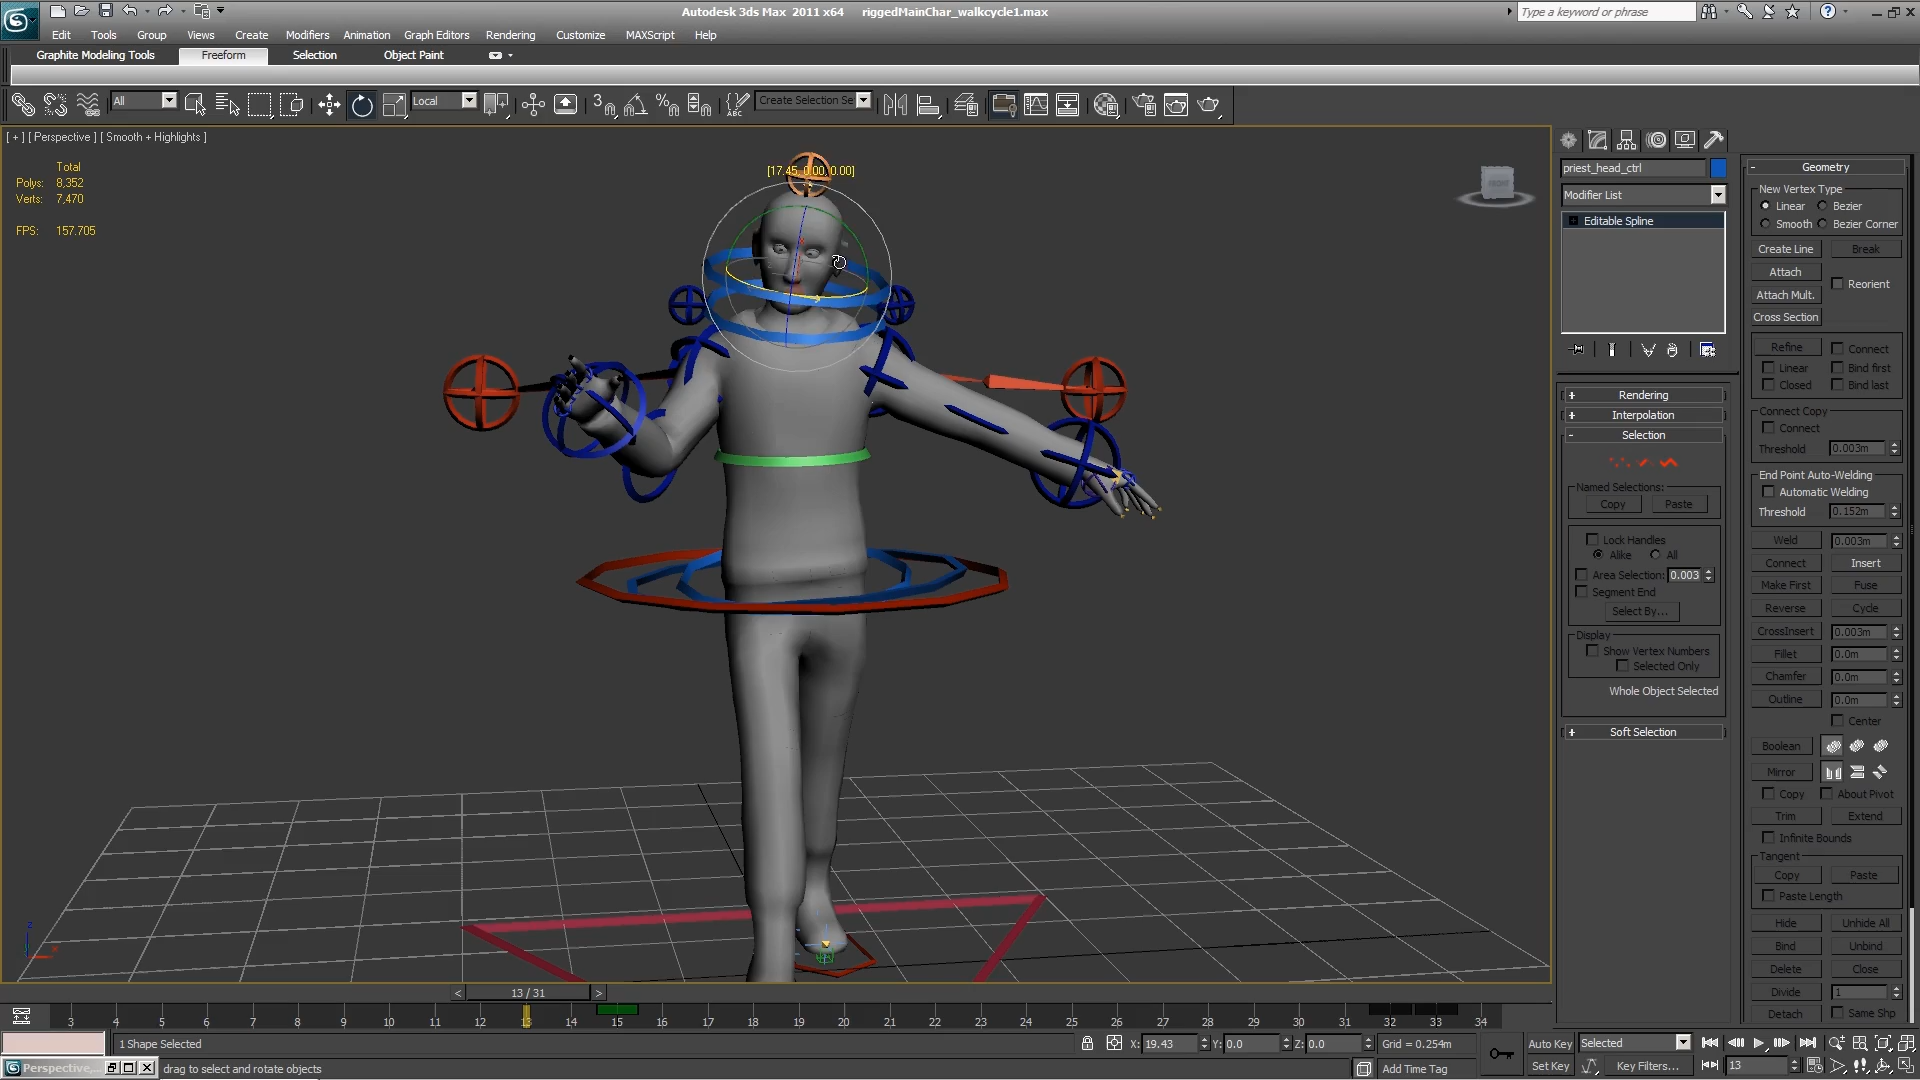 Autodesk 3ds Max 2011 x64 riggedMainChar_walkcycle1.max
Type a keyword or phrase
Edit Tools Group Views Create Modifiers Animation Graph Editors Rendering Customize MAXScript Help
Graphite Modeling Tools Freeform Selection Object Paint
All Local 3 ABC Create Selection Se
[ + ] [ Perspective ] [ Smooth + Highlights ]
Total
Polys: 8,352
Verts: 7,470
FPS: 157.705
[17.45, 0.00, 0.00]
FRONT
priest_head_ctrl
Modifier List
Editable Spline
+ Rendering
+ Interpolation
- Selection
Named Selections:
Copy Paste
Lock Handles
Alike All
Area Selection: 0.003
Segment End
Select By...
Display
Show Vertex Numbers
Selected Only
Whole Object Selected
+ Soft Selection
- Geometry
New Vertex Type
Linear Bezier
Smooth Bezier Corner
Create Line Break
Attach
Reorient
Attach Mult.
Cross Section
Refine Connect
Linear Bind first
Closed Bind last
Connect Copy
Connect
Threshold 0.003m
End Point Auto-Welding
Automatic Welding
Threshold 0.152m
Weld 0.003m
Connect Insert
Make First Fuse
Reverse Cycle
CrossInsert 0.003m
Fillet 0.0m
Chamfer 0.0m
Outline 0.0m
Center
Boolean
Mirror
Copy About Pivot
Trim Extend
Infinite Bounds
Tangent
Copy Paste
Paste Length
Hide Unhide All
Bind Unbind
Delete Close
Divide 1
Detach Same Shp
z
x
< 13 / 31 >
3 4 5 6 7 8 9 10 11 12 13 14 15 16 17 18 19 20 21 22 23 24 25 26 27 28 29 30 31 32 33 34
1 Shape Selected X: 19.43 Y: 0.0 Z: 0.0 Grid = 0.254m Auto Key Selected
Perspective,... drag to select and rotate objects Add Time Tag Set Key Key Filters... 13